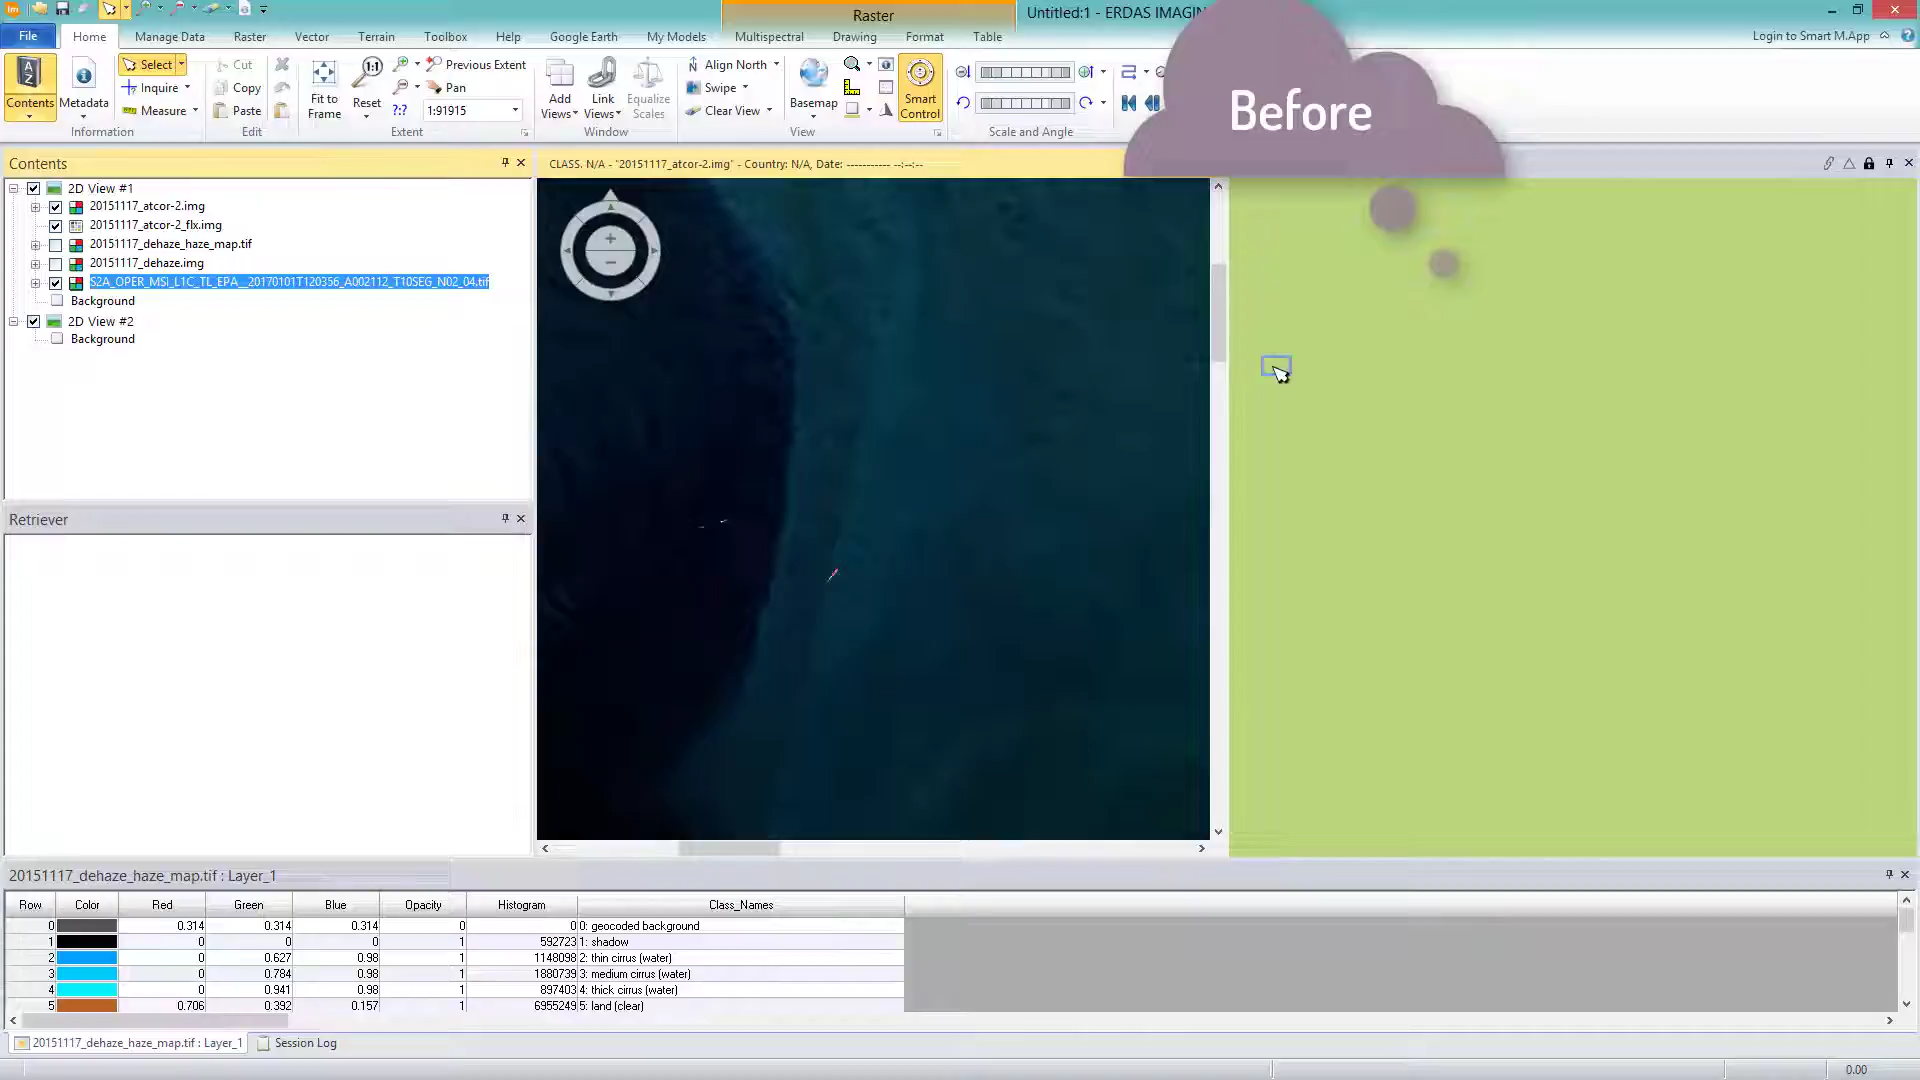 Raster
Untitled:1 - ERDAS IMAGIN
File Home Manage Data Raster Vector Terrain Toolbox Help Google Earth My Models Multispectral Drawing Format Table
Login to Smart M.App
Contents
Metadata
Select
Inquire
Measure
Information
Cut
Copy
Paste
Edit
Fit to Frame
1:1
Reset
Previous Extent
Pan
1:91915
Extent
Add Views
Link Views
Equalize Scales
Window
Align North
Swipe
Clear View
Basemap
View
Smart Control
Scale and Angle
Before
Contents
CLASS. N/A - "20151117_atcor-2.img" - Country: N/A, Date: ----------- --:--:--
2D View #1
20151117_atcor-2.img
20151117_atcor-2_flx.img
20151117_dehaze_haze_map.tif
20151117_dehaze.img
S2A_OPER_MSI_L1C_TL_EPA__20170101T120356_A002112_T10SEG_N02_04.tif
Background
2D View #2
Background
Retriever
20151117_dehaze_haze_map.tif : Layer_1
Row Color Red Green Blue Opacity Histogram Class_Names
0 0.314 0.314 0.314 0 0 0: geocoded background
1 0 0 0 1 592723 1: shadow
2 0 0.627 0.98 1 1148098 2: thin cirrus (water)
3 0 0.784 0.98 1 1880739 3: medium cirrus (water)
4 0 0.941 0.98 1 897403 4: thick cirrus (water)
5 0.706 0.392 0.157 1 6955249 5: land (clear)
20151117_dehaze_haze_map.tif : Layer_1 Session Log
0.00